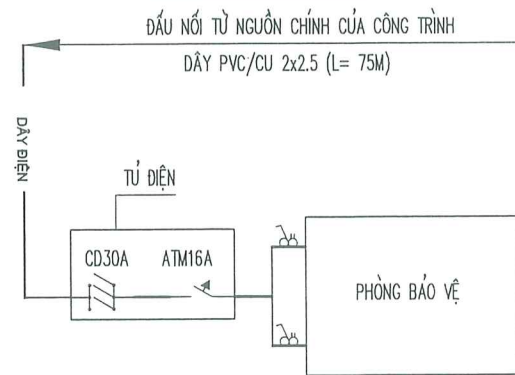 ĐẤU NỐI TỪ NGUỒN CHÍNH CỦA CÔNG TRÌNH
DÂY PVC/CU 2x2.5 (L= 75M)
DÂY ĐIỆN
TỦ ĐIỆN
CD30A ATM16A
PHÒNG BẢO VỆ